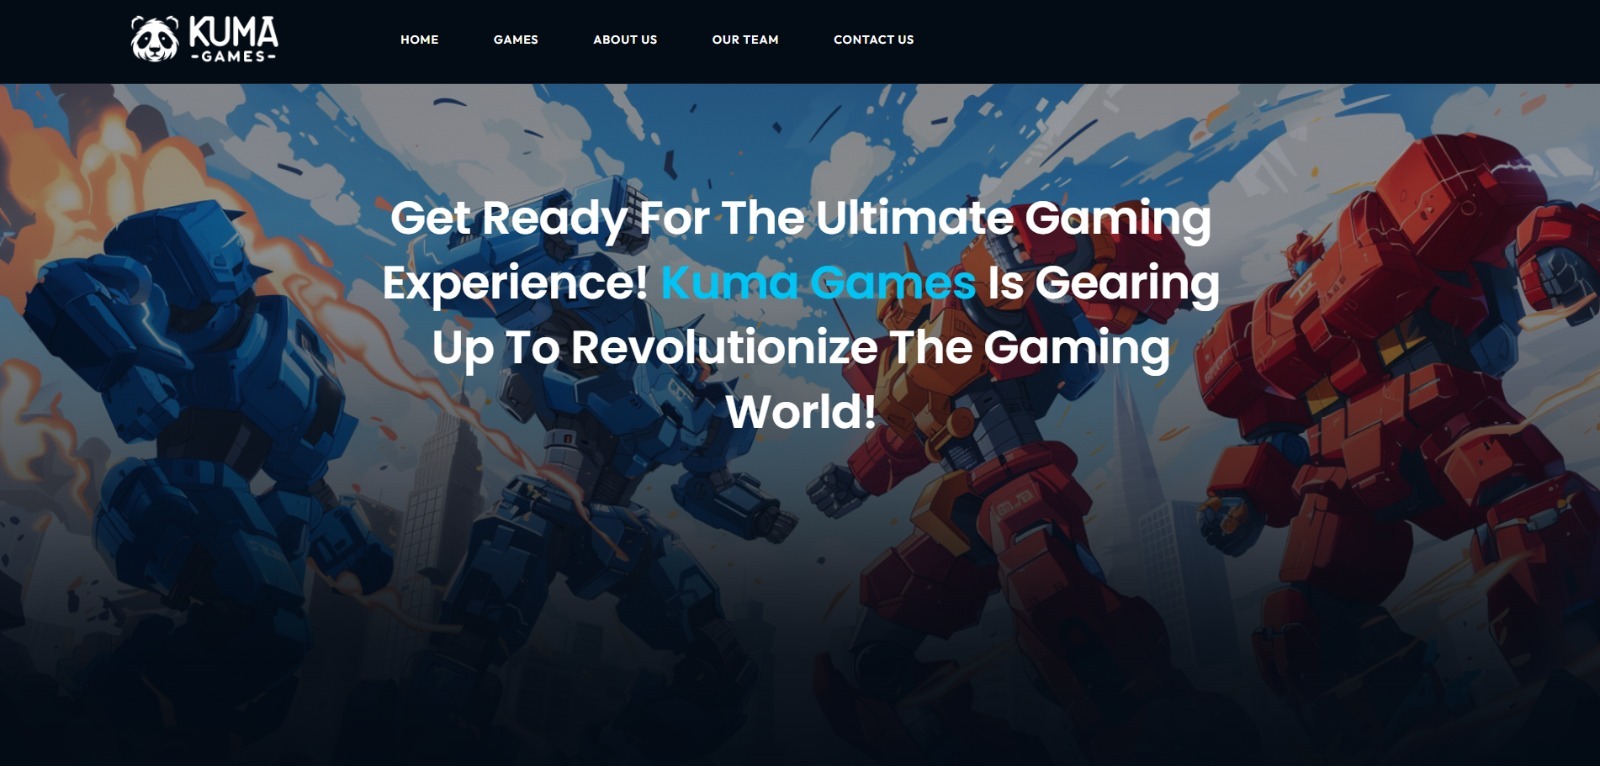 KUMA
-GAMES-
HOME GAMES ABOUT US OUR TEAM CONTACT US
Get Ready For The Ultimate Gaming
Experience! Kuma Games Is Gearing
Up To Revolutionize The Gaming
World!